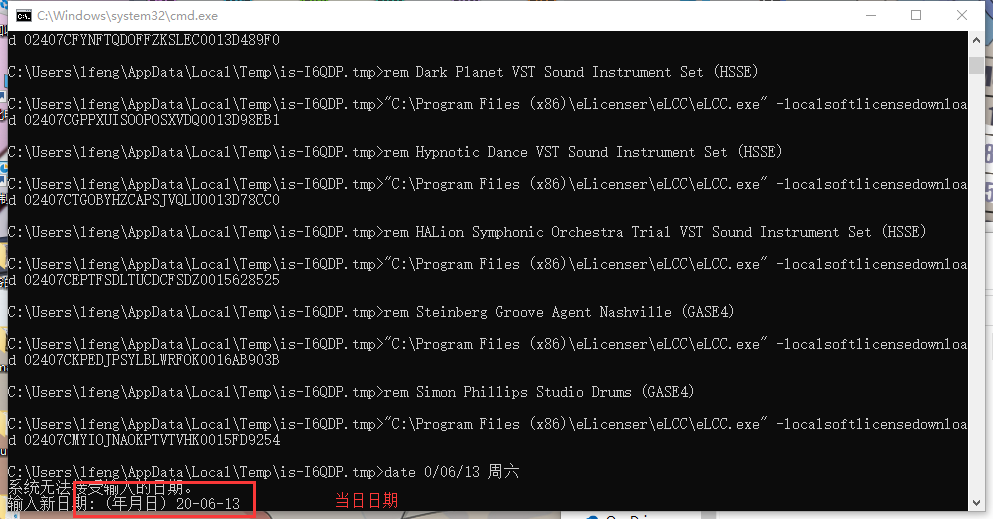 C:\Windows\system32\cmd.exe
d 02407CFYNFTQDOFFZKSLEC0013D489F0
C:\Users\lfeng\AppData\Local\Temp\is-I6QDP.tmp>rem Dark Planet VST Sound Instrument Set (HSSE)
C:\Users\lfeng\AppData\Local\Temp\is-I6QDP.tmp>"C:\Program Files (x86)\eLicenser\eLCC\eLCC.exe" -localsoftlicensedownloa
d 02407CGPPXUISOOPOSXVDQ0013D98EB1
C:\Users\lfeng\AppData\Local\Temp\is-I6QDP.tmp>rem Hypnotic Dance VST Sound Instrument Set (HSSE)
C:\Users\lfeng\AppData\Local\Temp\is-I6QDP.tmp>"C:\Program Files (x86)\eLicenser\eLCC\eLCC.exe" -localsoftlicensedownloa
d 02407CTGOBYHZCAPSJVQLU0013D78CC0
C:\Users\lfeng\AppData\Local\Temp\is-I6QDP.tmp>rem HALion Symphonic Orchestra Trial VST Sound Instrument Set (HSSE)
C:\Users\lfeng\AppData\Local\Temp\is-I6QDP.tmp>"C:\Program Files (x86)\eLicenser\eLCC\eLCC.exe" -localsoftlicensedownloa
d 02407CEPTFSDLTUCDCFSDZ0015628525
C:\Users\lfeng\AppData\Local\Temp\is-I6QDP.tmp>rem Steinberg Groove Agent Nashville (GASE4)
C:\Users\lfeng\AppData\Local\Temp\is-I6QDP.tmp>"C:\Program Files (x86)\eLicenser\eLCC\eLCC.exe" -localsoftlicensedownloa
d 02407CKPEDJPSYLBLWRFOK0016AB903B
C:\Users\lfeng\AppData\Local\Temp\is-I6QDP.tmp>rem Simon Phillips Studio Drums (GASE4)
C:\Users\lfeng\AppData\Local\Temp\is-I6QDP.tmp>"C:\Program Files (x86)\eLicenser\eLCC\eLCC.exe" -localsoftlicensedownloa
d 02407CMYIOJNAOKPTVTVHK0015FD9254
C:\Users\lfeng\AppData\Local\Temp\is-I6QDP.tmp>date 0/06/13 周六
系统无法接受输入的日期。
输入新日期: (年月日) 20-06-13
当日日期